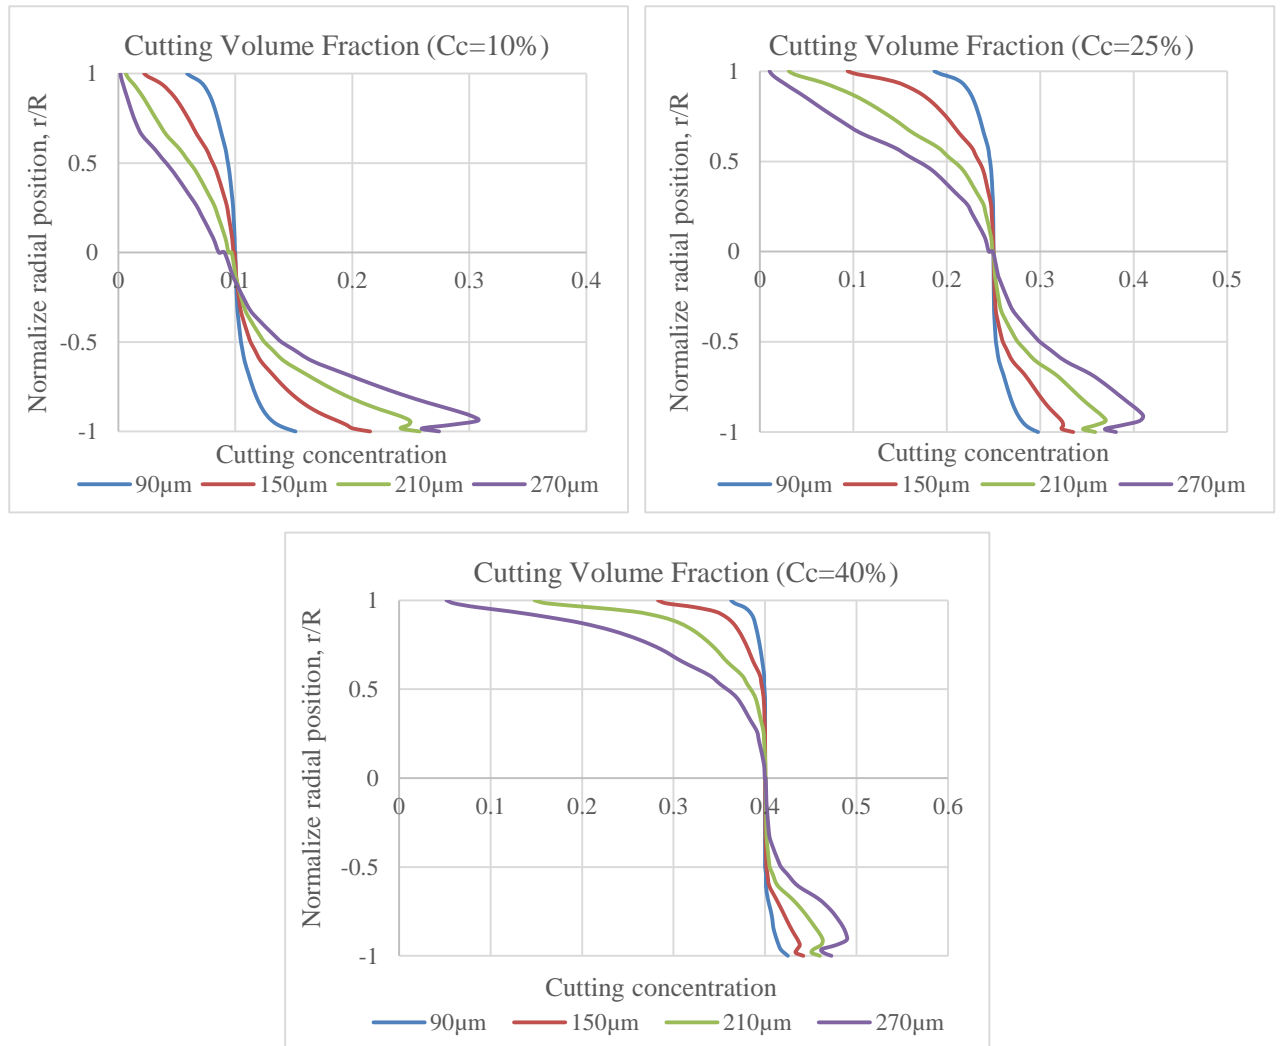 Cutting Volume Fraction (Cc=10%)
Normalize radial position, r/R
1
0.5
0
-0.5
-1
0 0.1 0.2 0.3 0.4
Cutting concentration
90µm 150µm 210µm 270µm
Cutting Volume Fraction (Cc=25%)
Normalize radial position, r/R
1
0.5
0
-0.5
-1
0 0.1 0.2 0.3 0.4 0.5
Cutting concentration
90µm 150µm 210µm 270µm
Cutting Volume Fraction (Cc=40%)
Normalize radial position, r/R
1
0.5
0
-0.5
-1
0 0.1 0.2 0.3 0.4 0.5 0.6
Cutting concentration
90µm 150µm 210µm 270µm